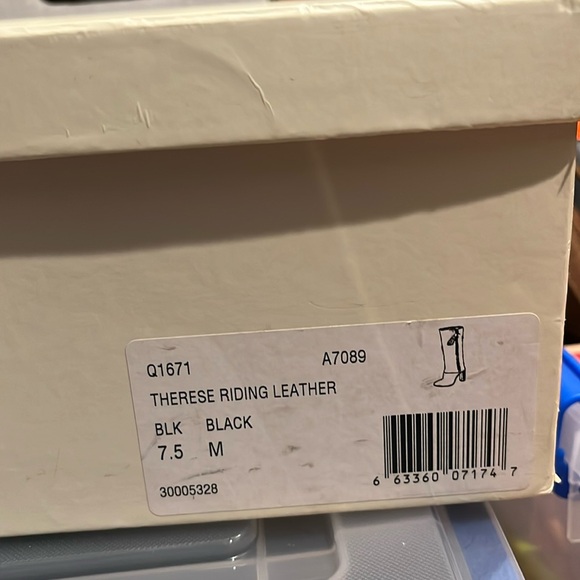 Q1671 A7089
THERESE RIDING LEATHER
BLK BLACK
7.5 M
30005328
6 63360 07174 7